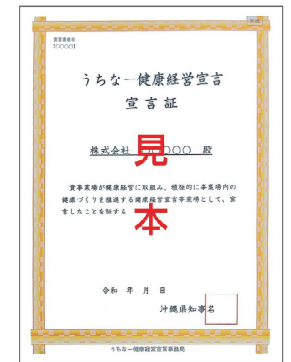 宣言書番号
100001
うちなー健康経営宣言
宣言証
株式会社 〇〇〇〇〇 殿
見本
貴事業場が健康経営に取組み、積極的に事業場内の
健康づくりを推進する健康経営宣言事業場として、宣
言したことを証する
令和 年 月 日
沖縄県知事名
うちなー健康経営宣言事務局